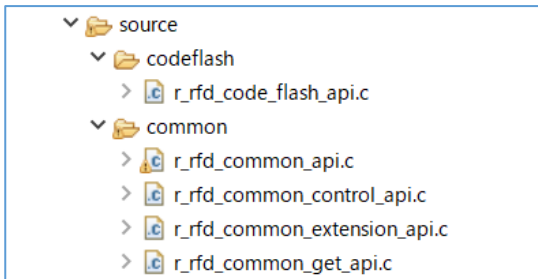 source
codeflash
r_rfd_code_flash_api.c
common
r_rfd_common_api.c
r_rfd_common_control_api.c
r_rfd_common_extension_api.c
r_rfd_common_get_api.c